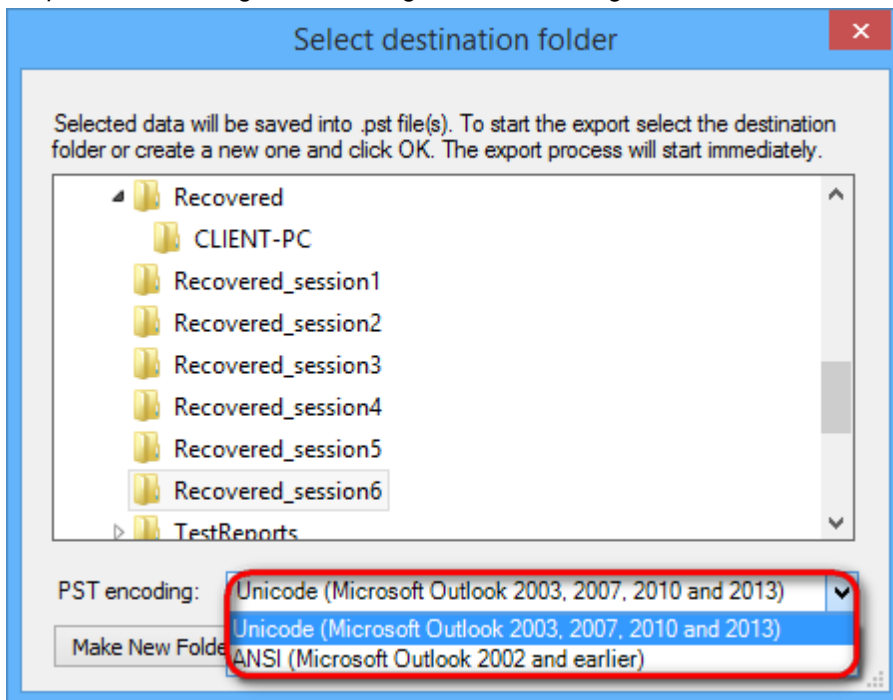 Select destination folder
Selected data will be saved into .pst file(s). To start the export select the destination
folder or create a new one and click OK. The export process will start immediately.
Recovered
CLIENT-PC
Recovered_session1
Recovered_session2
Recovered_session3
Recovered_session4
Recovered_session5
Recovered_session6
TestReports
PST encoding: Unicode (Microsoft Outlook 2003, 2007, 2010 and 2013)
Unicode (Microsoft Outlook 2003, 2007, 2010 and 2013)
Make New Folde
ANSI (Microsoft Outlook 2002 and earlier)